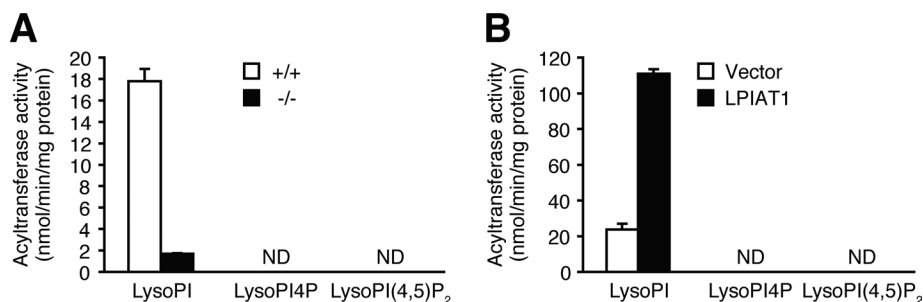 A
Acyltransferase activity
(nmol/min/mg protein)
20
18
16
14
12
10
8
6
4
2
0
+/+
-/-
ND
ND
LysoPI
LysoPI4P
LysoPI(4,5)P2
B
Acyltransferase activity
(nmol/min/mg protein)
120
100
80
60
40
20
0
Vector
LPIAT1
ND
ND
LysoPI
LysoPI4P
LysoPI(4,5)P2